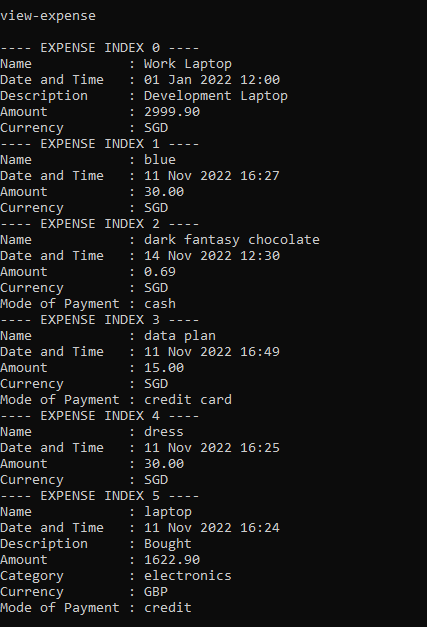 view-expense
---- EXPENSE INDEX 0 ----
Name            : Work Laptop
Date and Time   : 01 Jan 2022 12:00
Description     : Development Laptop
Amount          : 2999.90
Currency        : SGD
---- EXPENSE INDEX 1 ----
Name            : blue
Date and Time   : 11 Nov 2022 16:27
Amount          : 30.00
Currency        : SGD
---- EXPENSE INDEX 2 ----
Name            : dark fantasy chocolate
Date and Time   : 14 Nov 2022 12:30
Amount          : 0.69
Currency        : SGD
Mode of Payment : cash
---- EXPENSE INDEX 3 ----
Name            : data plan
Date and Time   : 11 Nov 2022 16:49
Amount          : 15.00
Currency        : SGD
Mode of Payment : credit card
---- EXPENSE INDEX 4 ----
Name            : dress
Date and Time   : 11 Nov 2022 16:25
Amount          : 30.00
Currency        : SGD
---- EXPENSE INDEX 5 ----
Name            : laptop
Date and Time   : 11 Nov 2022 16:24
Description     : Bought
Amount          : 1622.90
Category        : electronics
Currency        : GBP
Mode of Payment : credit